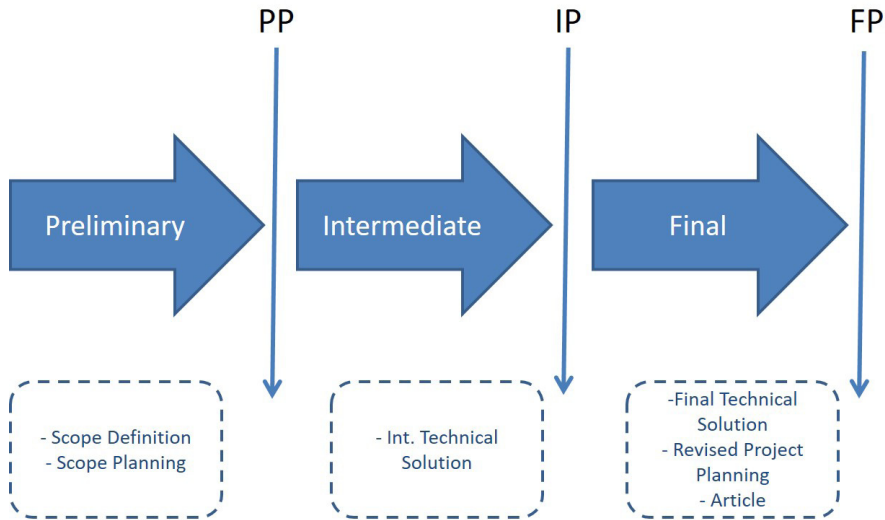 PP
IP
FP
Preliminary
Intermediate
Final
- Scope Definition
- Scope Planning
- Int. Technical
Solution
-Final Technical
Solution
- Revised Project
Planning
- Article